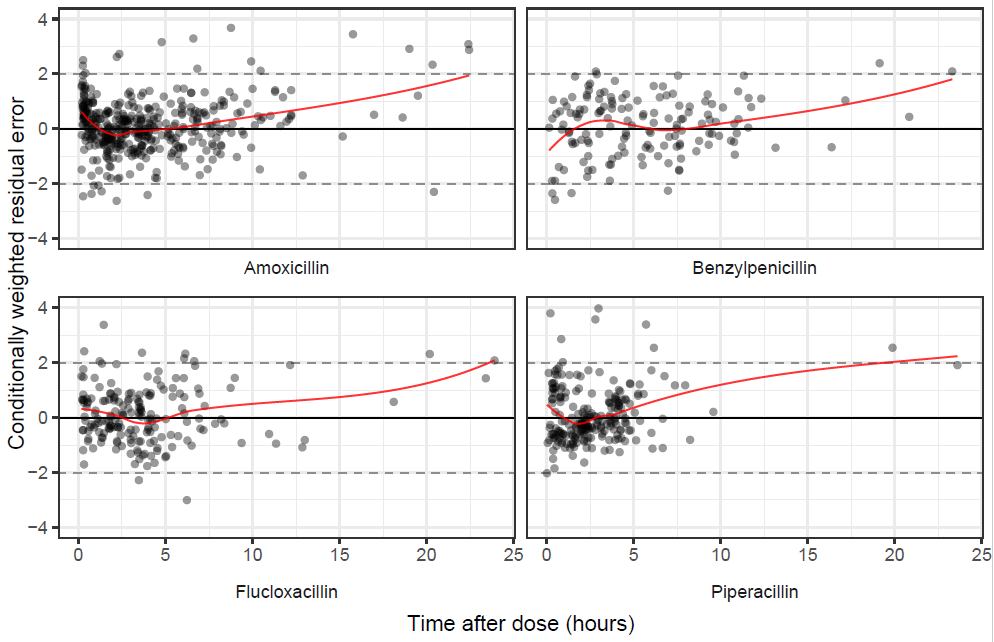 Conditionally weighted residual error
4
2
0
−2
−4
Amoxicillin
Benzylpenicillin
4
2
0
−2
−4
0 5 10 15 20 25 0 5 10 15 20 25
Flucloxacillin
Piperacillin
Time after dose (hours)